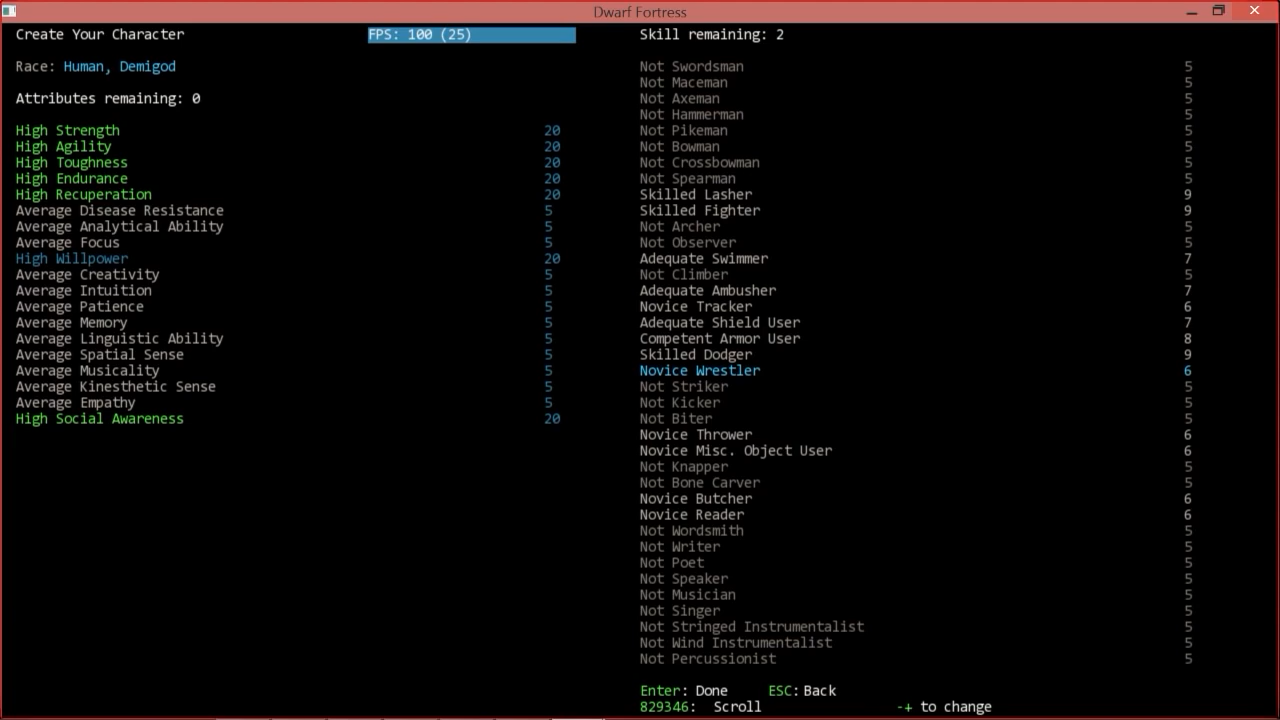 Dwarf Fortress
Create Your Character
FPS: 100 (25)
Race: Human, Demigod
Attributes remaining: 0
High Strength 20
High Agility 20
High Toughness 20
High Endurance 20
High Recuperation 20
Average Disease Resistance 5
Average Analytical Ability 5
Average Focus 5
High Willpower 20
Average Creativity 5
Average Intuition 5
Average Patience 5
Average Memory 5
Average Linguistic Ability 5
Average Spatial Sense 5
Average Musicality 5
Average Kinesthetic Sense 5
Average Empathy 5
High Social Awareness 20
Skill remaining: 2
Not Swordsman 5
Not Maceman 5
Not Axeman 5
Not Hammerman 5
Not Pikeman 5
Not Bowman 5
Not Crossbowman 5
Not Spearman 5
Skilled Lasher 9
Skilled Fighter 9
Not Archer 5
Not Observer 5
Adequate Swimmer 7
Not Climber 5
Adequate Ambusher 7
Novice Tracker 6
Adequate Shield User 7
Competent Armor User 8
Skilled Dodger 9
Novice Wrestler 6
Not Striker 5
Not Kicker 5
Not Biter 5
Novice Thrower 6
Novice Misc. Object User 6
Not Knapper 5
Not Bone Carver 5
Novice Butcher 6
Novice Reader 6
Not Wordsmith 5
Not Writer 5
Not Poet 5
Not Speaker 5
Not Musician 5
Not Singer 5
Not Stringed Instrumentalist 5
Not Wind Instrumentalist 5
Not Percussionist 5
Enter: Done ESC: Back
829346: Scroll -+ to change